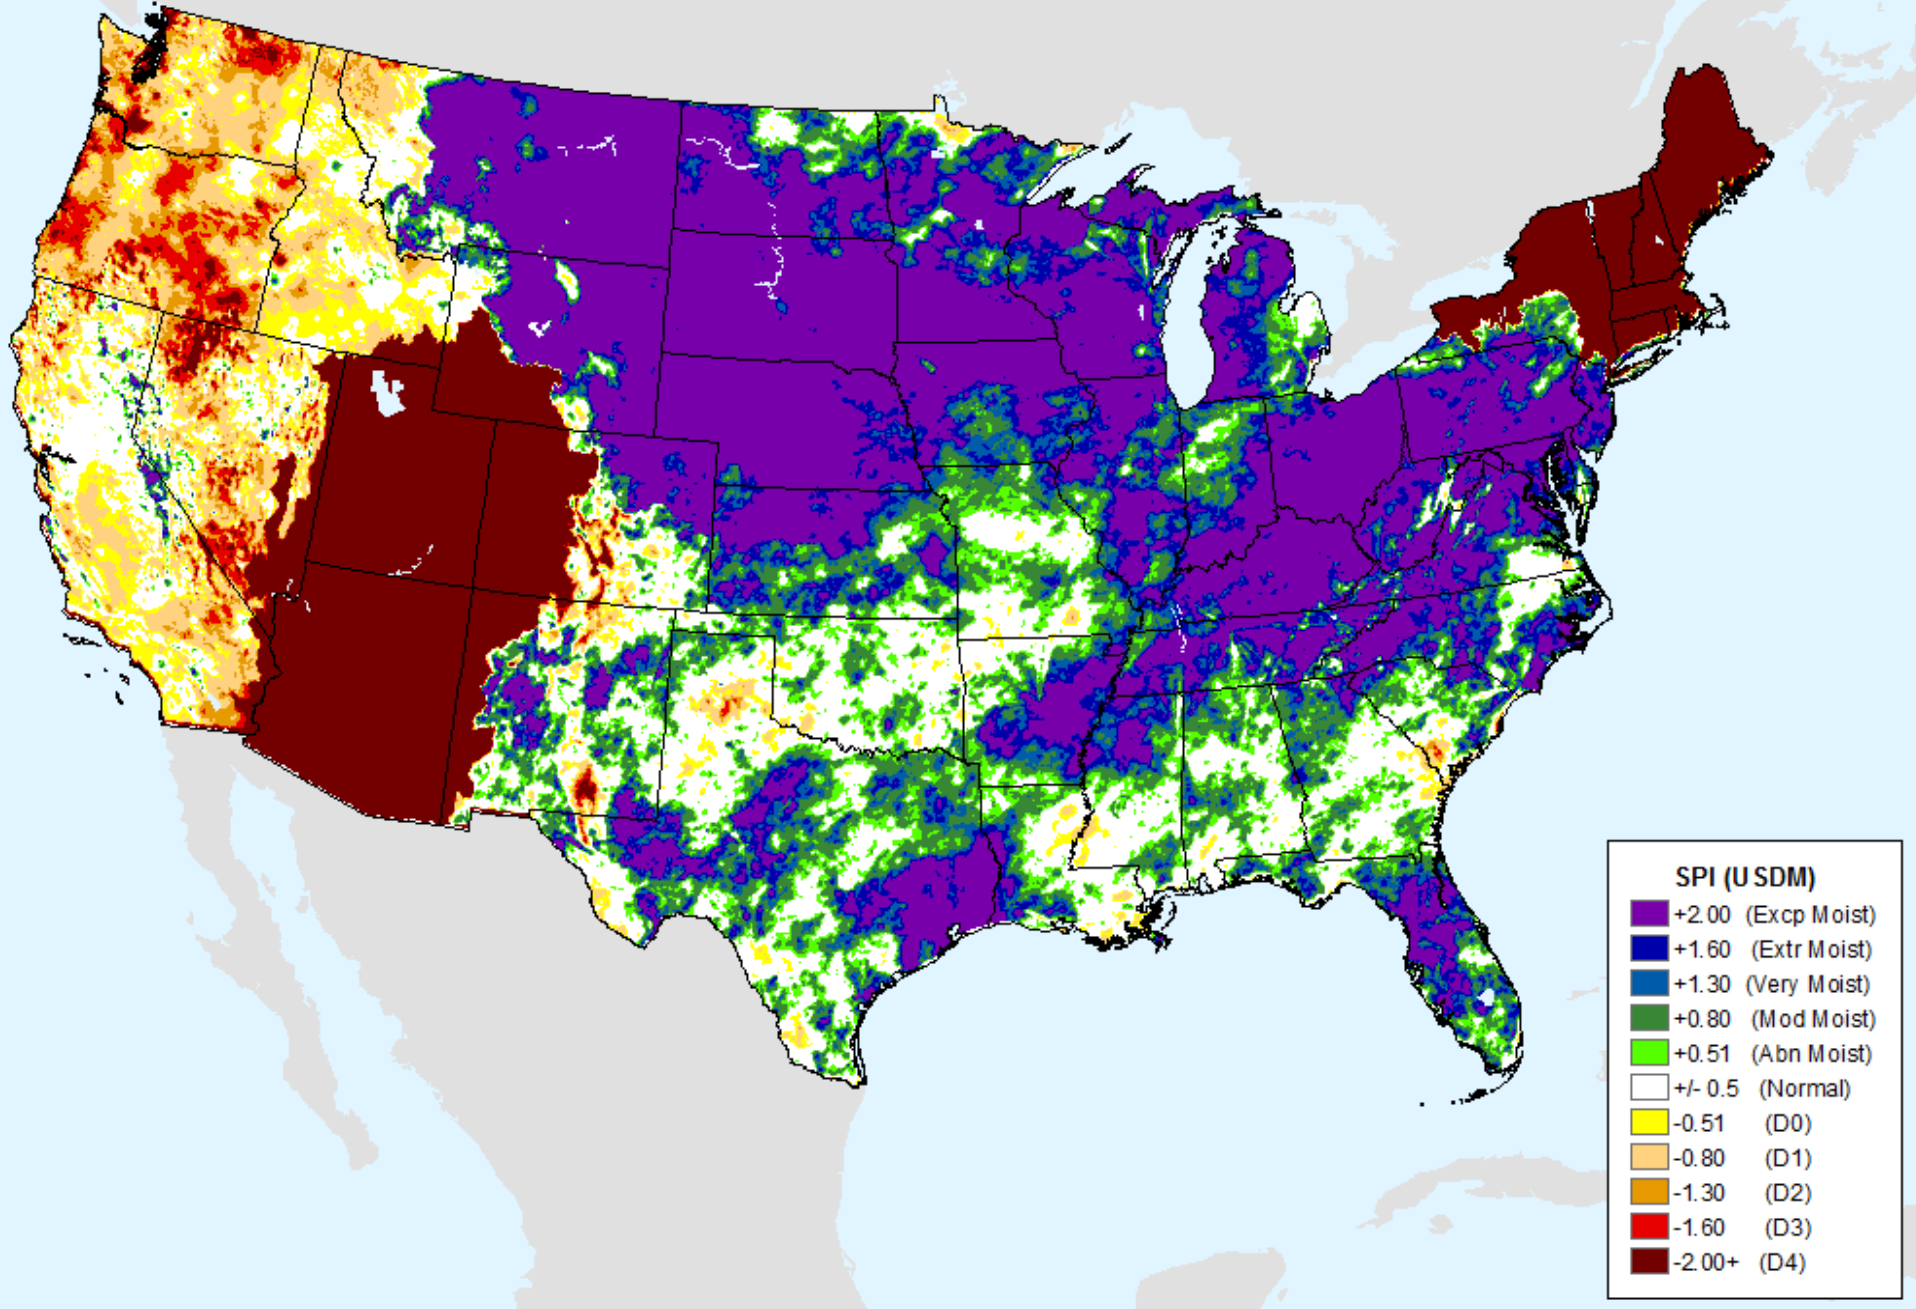 SPI (USDM)
+2.00 (Excp Moist)
+1.60 (Extr Moist)
+1.30 (Very Moist)
+0.80 (Mod Moist)
+0.51 (Abn Moist)
+/- 0.5 (Normal)
-0.51 (D0)
-0.80 (D1)
-1.30 (D2)
-1.60 (D3)
-2.00+ (D4)